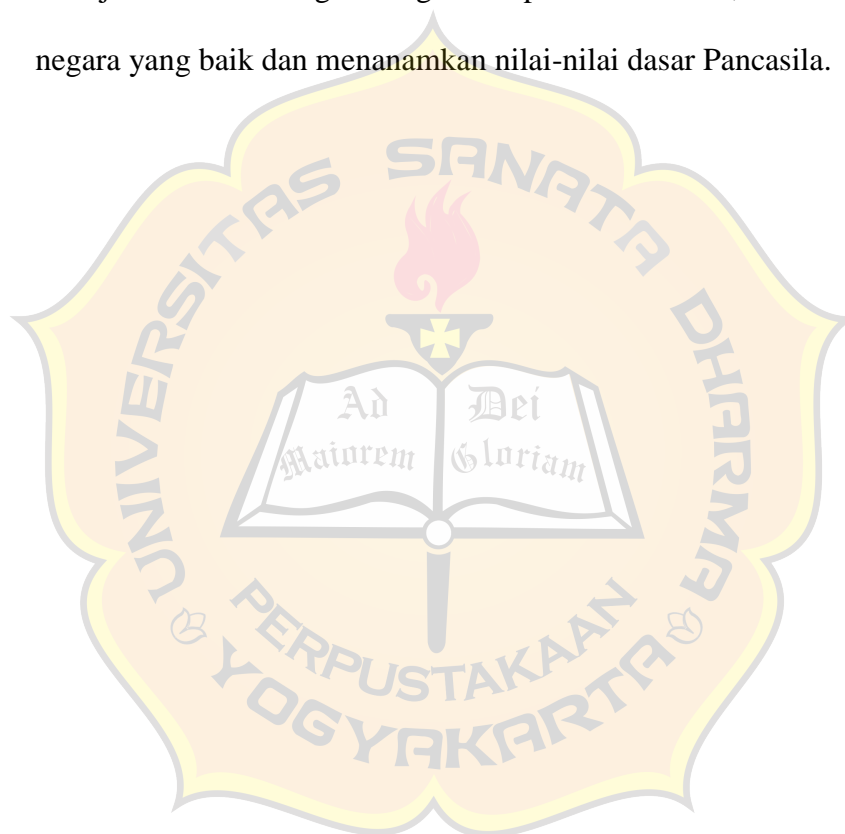 negara yang baik dan menanamkan nilai-nilai dasar Pancasila.
UNIVERSITAS SANATA DHARMA
Ad Dei
Maiorem Gloriam
PERPUSTAKAAN
YOGYAKARTA